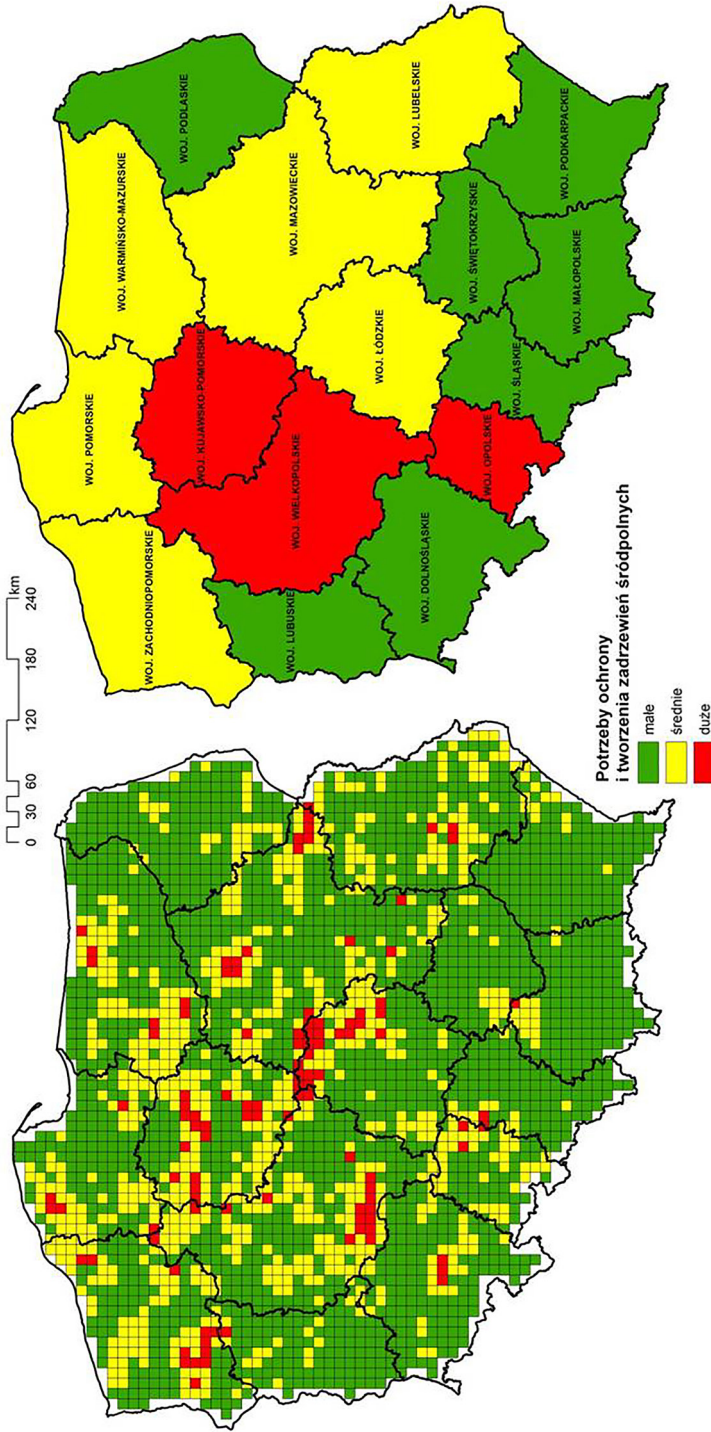 0 30 60 120 180 240
km
WOJ. ZACHODNIOPOMORSKIE
WOJ. POMORSKIE
WOJ. WARMIŃSKO-MAZURSKIE
WOJ. PODLASKIE
WOJ. KUJAWSKO-POMORSKIE
WOJ. MAZOWIECKIE
WOJ. LUBUSKIE
WOJ. WIELKOPOLSKIE
WOJ. ŁÓDZKIE
WOJ. LUBELSKIE
WOJ. DOLNOŚLĄSKIE
WOJ. OPOLSKIE
WOJ. ŚLĄSKIE
WOJ. ŚWIĘTOKRZYSKIE
WOJ. MAŁOPOLSKIE
WOJ. PODKARPACKIE
Potrzeby ochrony
i tworzenia zadrzewień śródpolnych
małe
średnie
duże